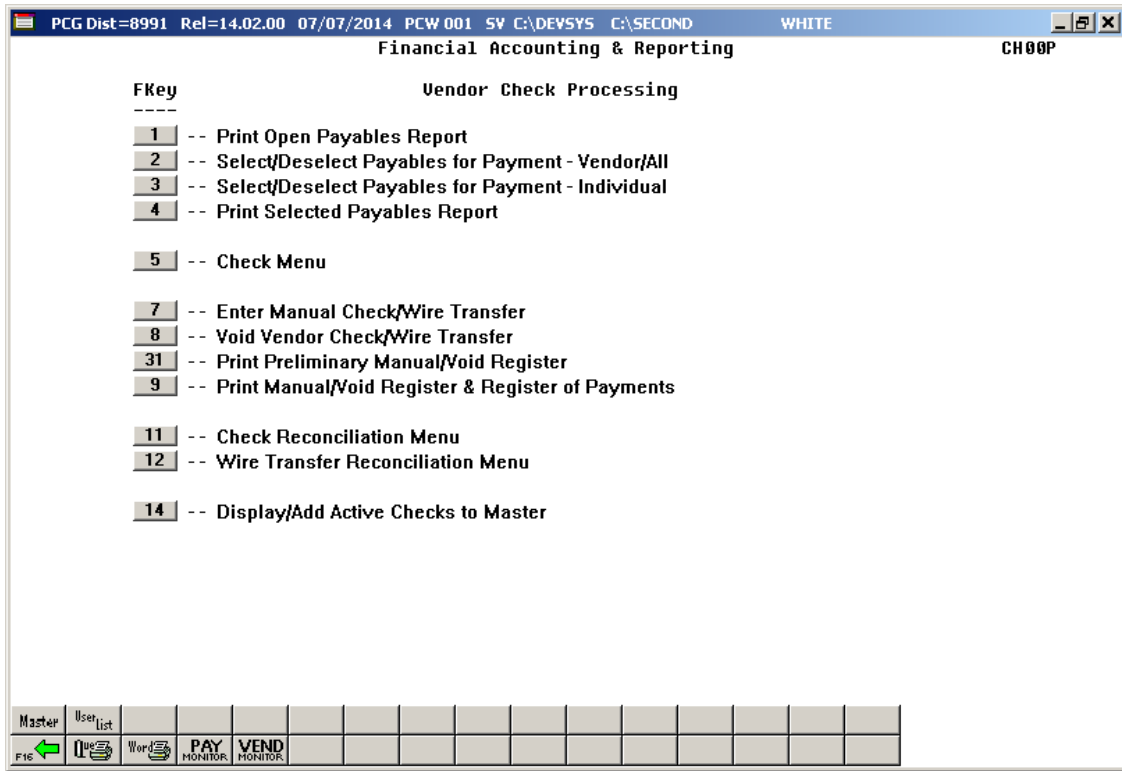 PCG Dist=8991 Rel=14.02.00 07/07/2014 PCW 001 SV C:\DEVSYS C:\SECOND WHITE
Financial Accounting & Reporting CH00P
FKey Vendor Check Processing
----
1 -- Print Open Payables Report
2 -- Select/Deselect Payables for Payment - Vendor/All
3 -- Select/Deselect Payables for Payment - Individual
4 -- Print Selected Payables Report
5 -- Check Menu
7 -- Enter Manual Check/Wire Transfer
8 -- Void Vendor Check/Wire Transfer
31 -- Print Preliminary Manual/Void Register
9 -- Print Manual/Void Register & Register of Payments
11 -- Check Reconciliation Menu
12 -- Wire Transfer Reconciliation Menu
14 -- Display/Add Active Checks to Master
Master User List
F16 Que Word PAY MONITOR VEND MONITOR